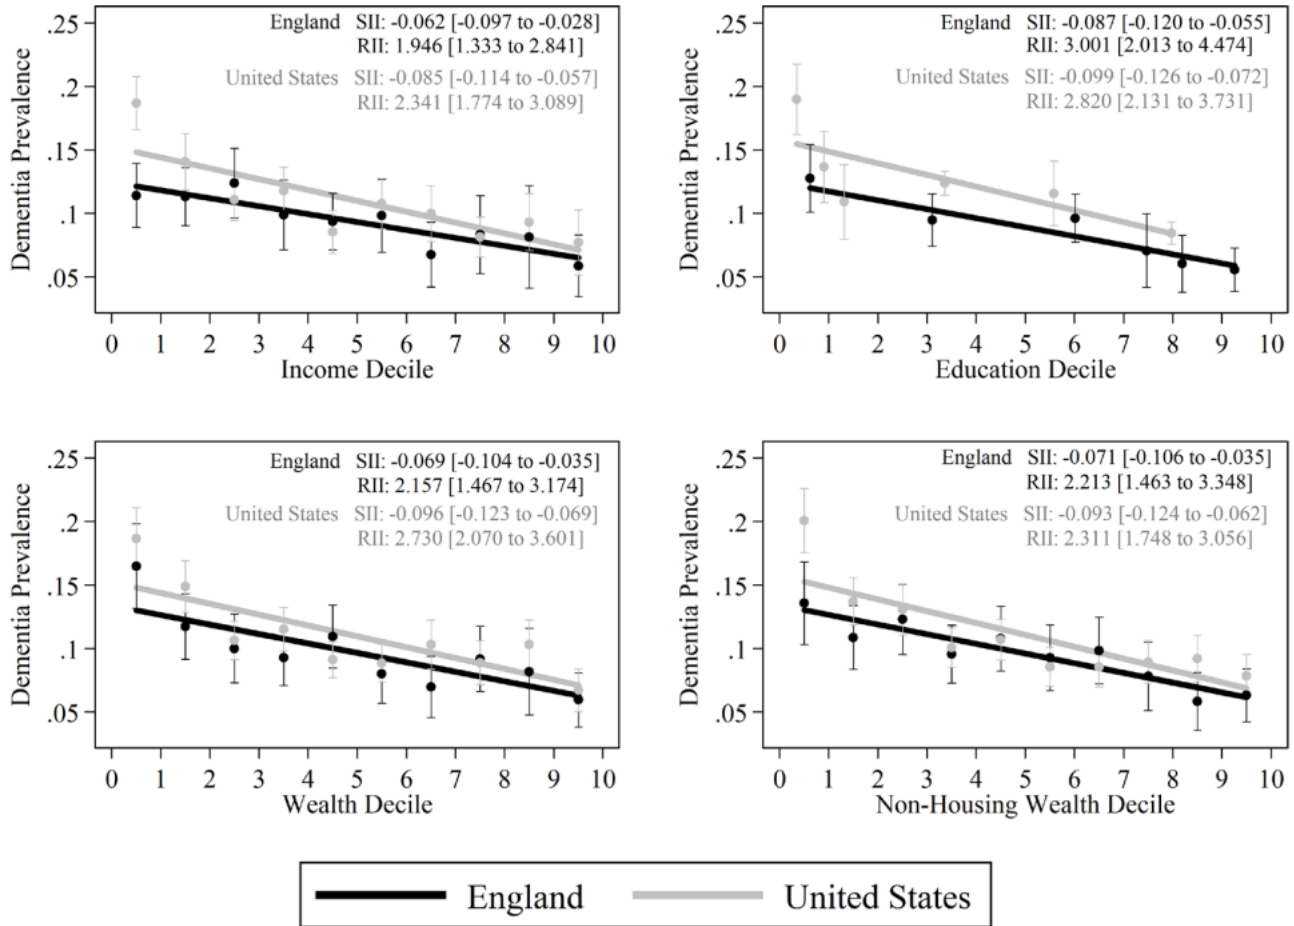 England SII: -0.062 [-0.097 to -0.028]
RII: 1.946 [1.333 to 2.841]
United States SII: -0.085 [-0.114 to -0.057]
RII: 2.341 [1.774 to 3.089]
Dementia Prevalence
.25
.2
.15
.1
.05
0 1 2 3 4 5 6 7 8 9 10
Income Decile
England SII: -0.087 [-0.120 to -0.055]
RII: 3.001 [2.013 to 4.474]
United States SII: -0.099 [-0.126 to -0.072]
RII: 2.820 [2.131 to 3.731]
Dementia Prevalence
.25
.2
.15
.1
.05
0 1 2 3 4 5 6 7 8 9 10
Education Decile
England SII: -0.069 [-0.104 to -0.035]
RII: 2.157 [1.467 to 3.174]
United States SII: -0.096 [-0.123 to -0.069]
RII: 2.730 [2.070 to 3.601]
Dementia Prevalence
.25
.2
.15
.1
.05
0 1 2 3 4 5 6 7 8 9 10
Wealth Decile
England SII: -0.071 [-0.106 to -0.035]
RII: 2.213 [1.463 to 3.348]
United States SII: -0.093 [-0.124 to -0.062]
RII: 2.311 [1.748 to 3.056]
Dementia Prevalence
.25
.2
.15
.1
.05
0 1 2 3 4 5 6 7 8 9 10
Non-Housing Wealth Decile
England United States